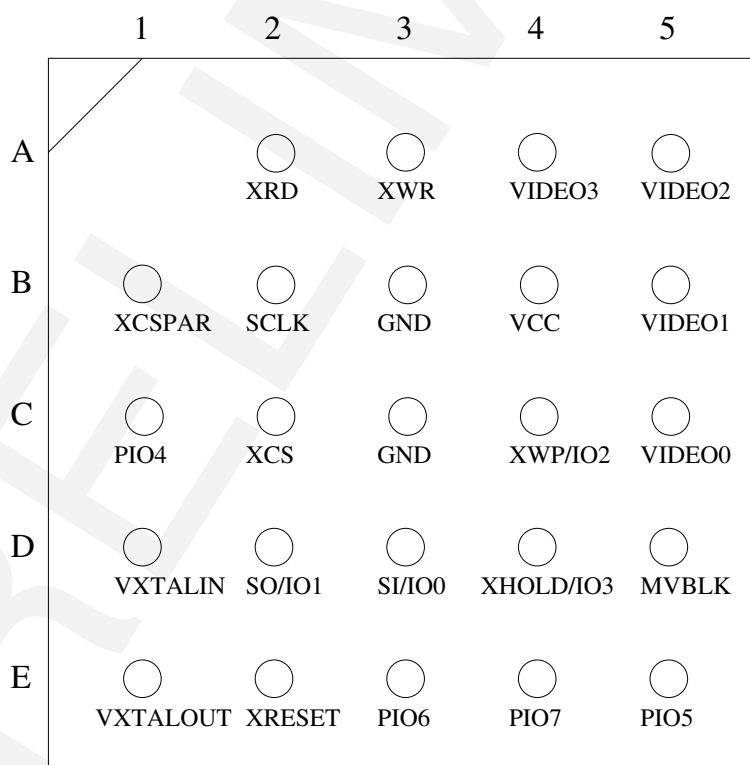 1 2 3 4 5
A
XRD XWR VIDEO3 VIDEO2
B
XCSPAR SCLK GND VCC VIDEO1
C
PIO4 XCS GND XWP/IO2 VIDEO0
D
VXTALIN SO/IO1 SI/IO0 XHOLD/IO3 MVBLK
E
VXTALOUT XRESET PIO6 PIO7 PIO5